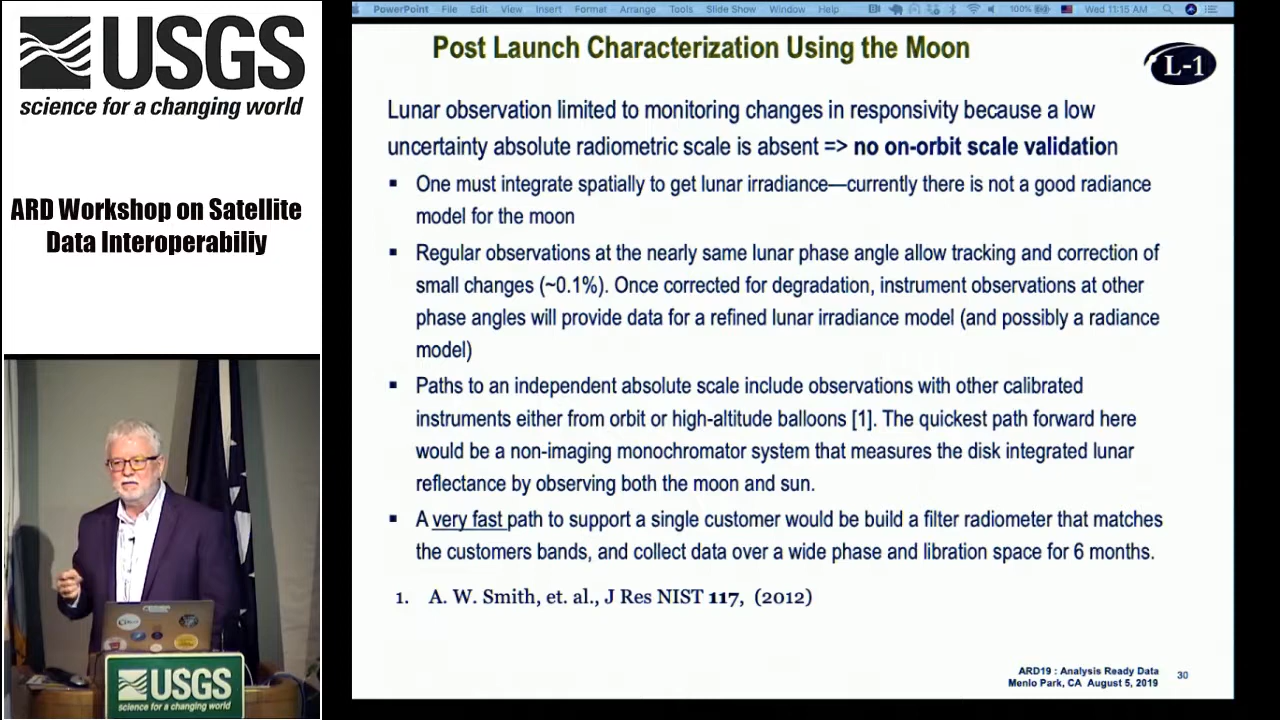 USGS
science for a changing world
ARD Workshop on Satellite
Data Interoperabiliy
PowerPoint File Edit View Insert Format Arrange Tools Slide Show Window Help 100% Wed 11:15 AM
Post Launch Characterization Using the Moon
L-1
Lunar observation limited to monitoring changes in responsivity because a low
uncertainty absolute radiometric scale is absent => no on-orbit scale validation
▪ One must integrate spatially to get lunar irradiance—currently there is not a good radiance
model for the moon
▪ Regular observations at the nearly same lunar phase angle allow tracking and correction of
small changes (~0.1%). Once corrected for degradation, instrument observations at other
phase angles will provide data for a refined lunar irradiance model (and possibly a radiance
model)
▪ Paths to an independent absolute scale include observations with other calibrated
instruments either from orbit or high-altitude balloons [1]. The quickest path forward here
would be a non-imaging monochromator system that measures the disk integrated lunar
reflectance by observing both the moon and sun.
▪ A very fast path to support a single customer would be build a filter radiometer that matches
the customers bands, and collect data over a wide phase and libration space for 6 months.
1. A. W. Smith, et. al., J Res NIST 117, (2012)
ARD19 : Analysis Ready Data
Menlo Park, CA August 5, 2019
30
USGS
science for a changing world